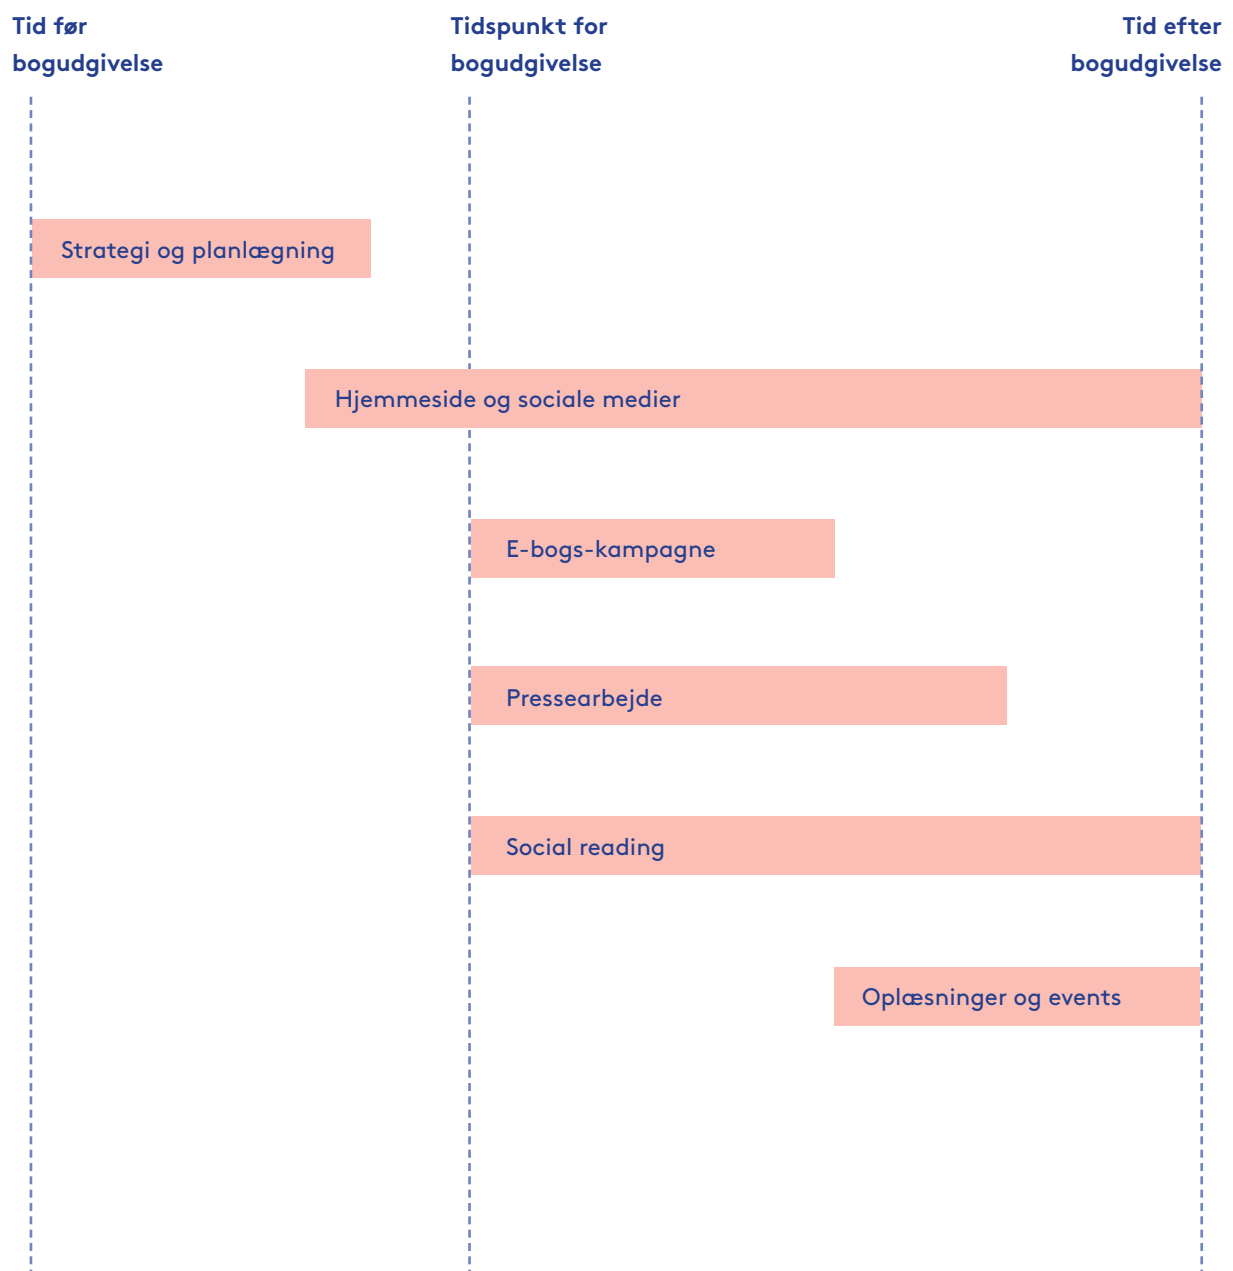 Tid før
bogudgivelse
Tidspunkt for
bogudgivelse
Tid efter
bogudgivelse
Strategi og planlægning
Hjemmeside og sociale medier
E-bogs-kampagne
Pressearbejde
Social reading
Oplæsninger og events